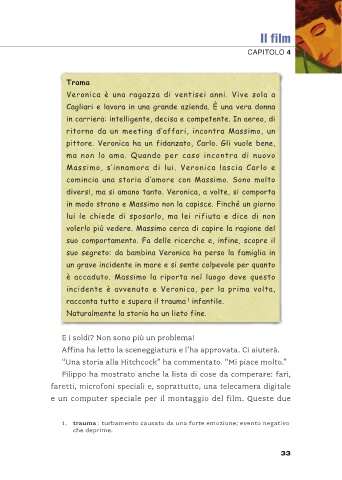 Il film
CAPITOLO 4
Trama
Veronica è una ragazza di ventisei anni. Vive sola a
Cagliari e lavora in una grande azienda. É una vera donna
in carriera: intelligente, decisa e competente. In aereo, di
ritorno da un meeting d'affari, incontra Massimo, un
pittore. Veronica ha un fidanzato, Carlo. Gli vuole bene,
ma non lo ama. Quando per caso incontra di nuovo
Massimo, s'innamora di lui. Veronica lascia Carlo e
comincia una storia d'amore con Massimo. Sono molto
diversi, ma si amano tanto. Veronica, a volte, si comporta
in modo strano e Massimo non la capisce. Finché un giorno
lui le chiede di sposarlo, ma lei rifiuta e dice di non
volerlo più vedere. Massimo cerca di capire la ragione del
suo comportamento. Fa delle ricerche e, infine, scopre il
suo segreto: da bambina Veronica ha perso la famiglia in
un grave incidente in mare e si sente colpevole per quanto
è accaduto. Massimo la riporta nel luogo dove questo
incidente è avvenuto e Veronica, per la prima volta,
racconta tutto e supera il trauma¹ infantile.
Naturalmente la storia ha un lieto fine.
E i soldi? Non sono più un problema!
Affina ha letto la sceneggiatura e l'ha approvata. Ci aiuterà.
"Una storia alla Hitchcock" ha commentato. "Mi piace molto."
Filippo ha mostrato anche la lista di cose da comperare: fari,
faretti, microfoni speciali e, soprattutto, una telecamera digitale
e un computer speciale per il montaggio del film. Queste due
1. trauma : turbamento causato da una forte emozione; evento negativo
che deprime.
33